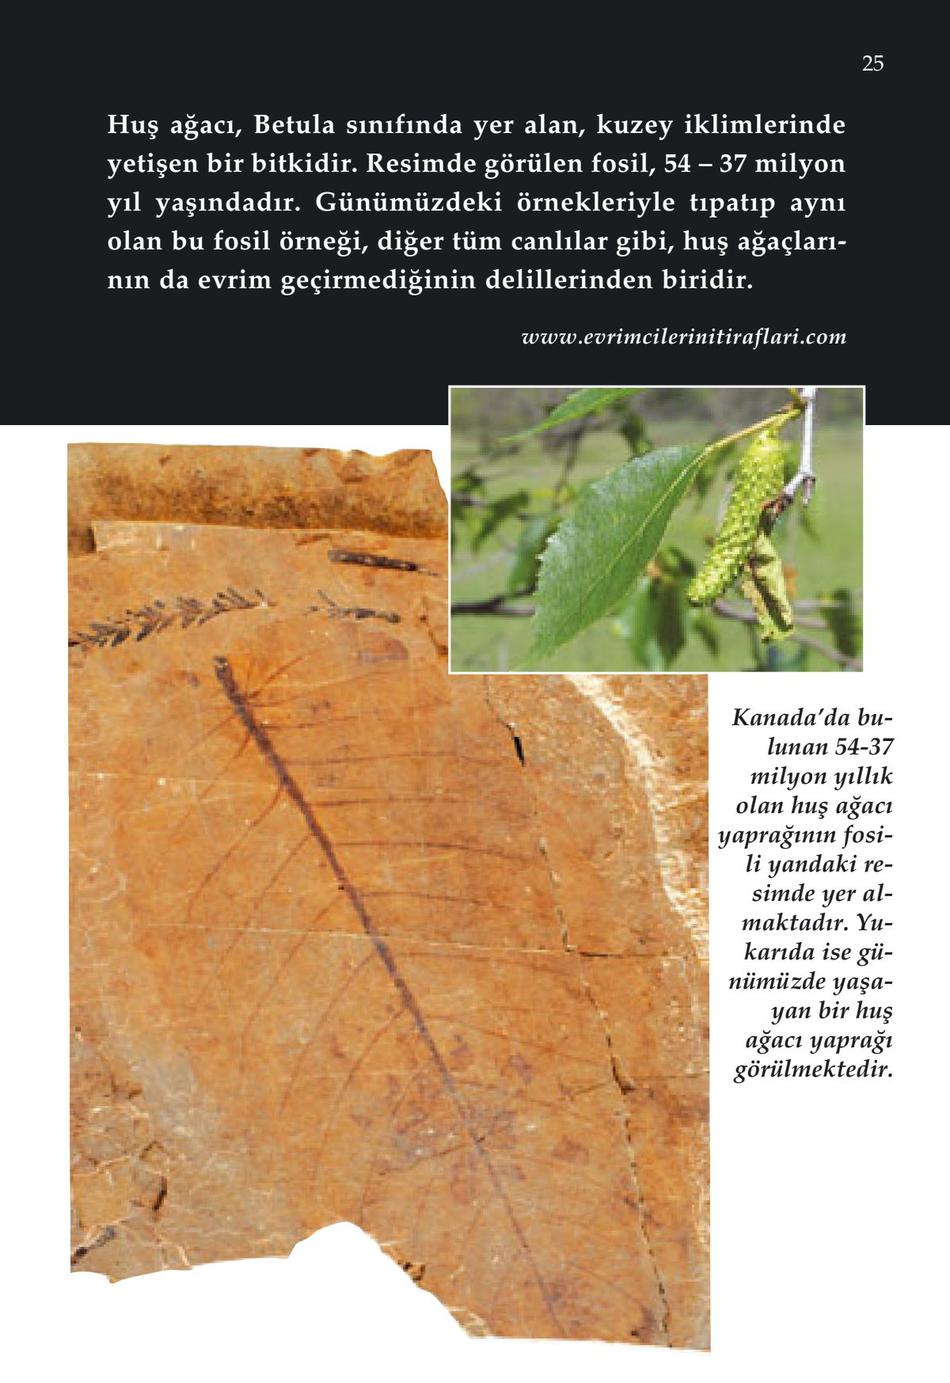 25
Huş ağacı, Betula sınıfında yer alan, kuzey iklimlerinde
yetişen bir bitkidir. Resimde görülen fosil, 54 – 37 milyon
yıl yaşındadır. Günümüzdeki örnekleriyle tıpatıp aynı
olan bu fosil örneği, diğer tüm canlılar gibi, huş ağaçları-
nın da evrim geçirmediğinin delillerinden biridir.
www.evrimcilerinitiraflari.com
Kanada’da bu-
lunan 54-37
milyon yıllık
olan huş ağacı
yaprağının fosi-
li yandaki re-
simde yer al-
maktadır. Yu-
karıda ise gü-
nümüzde yaşa-
yan bir huş
ağacı yaprağı
görülmektedir.